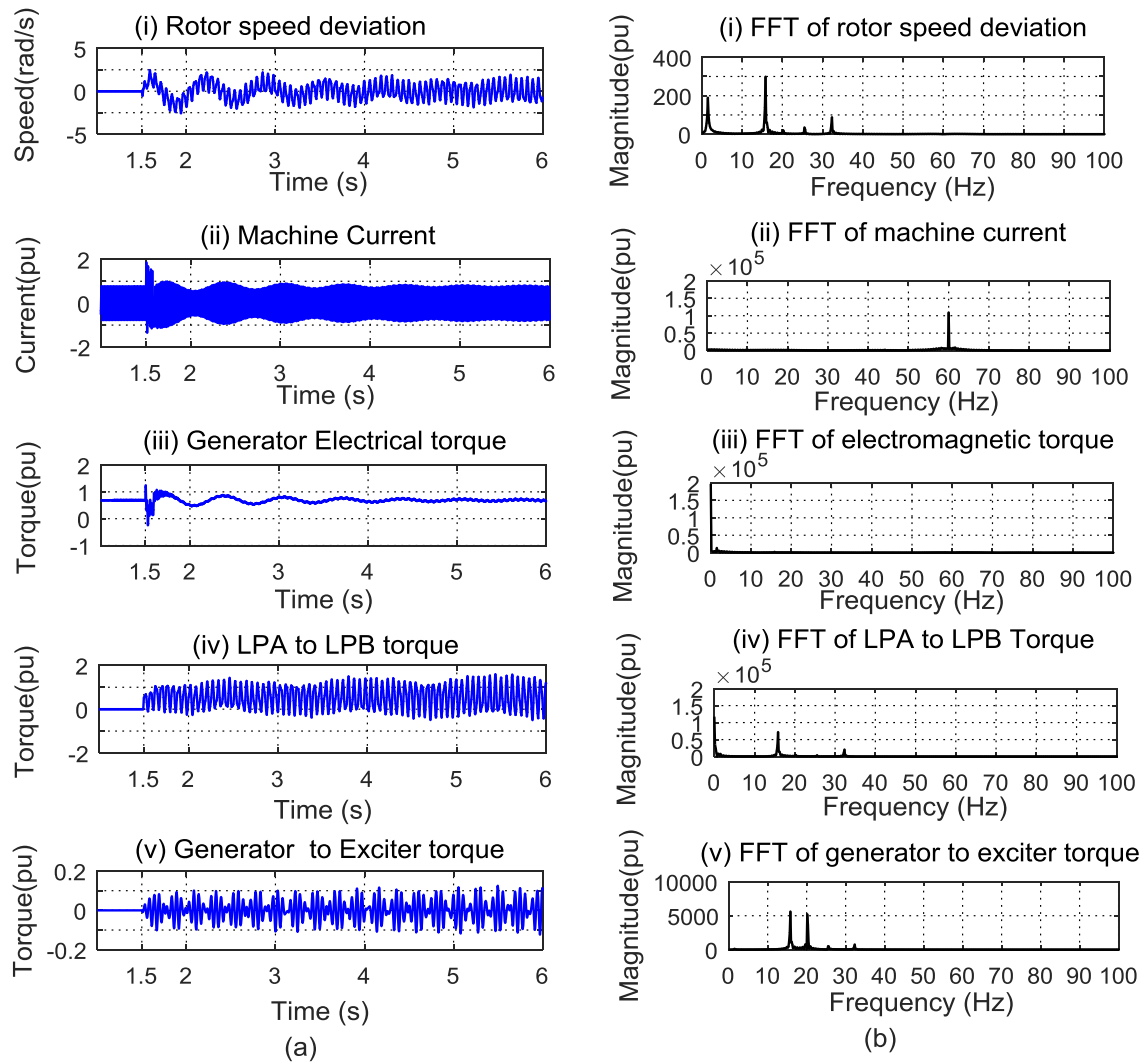 (i) Rotor speed deviation
Speed(rad/s)
5
0
-5
1.5 2 3 4 5 6
Time (s)
(ii) Machine Current
Current(pu)
2
0
-2
1.5 2 3 4 5 6
Time (s)
(iii) Generator Electrical torque
Torque(pu)
2
1
0
-1
1.5 2 3 4 5 6
Time (s)
(iv) LPA to LPB torque
Torque(pu)
2
0
-2
1.5 2 3 4 5 6
Time (s)
(v) Generator to Exciter torque
Torque(pu)
0.2
0
-0.2
1.5 2 3 4 5 6
Time (s)
(a)
(i) FFT of rotor speed deviation
Magnitude(pu)
400
200
0
0 10 20 30 40 50 60 70 80 90 100
Frequency (Hz)
(ii) FFT of machine current
Magnitude(pu)
× 10^5
2
1.5
1
0.5
0
0 10 20 30 40 50 60 70 80 90 100
Frequency (Hz)
(iii) FFT of electromagnetic torque
Magnitude(pu)
× 10^5
2
1.5
1
0.5
0
0 10 20 30 40 50 60 70 80 90 100
Frequency (Hz)
(iv) FFT of LPA to LPB Torque
Magnitude(pu)
× 10^5
2
1.5
1
0.5
0
0 10 20 30 40 50 60 70 80 90 100
Frequency (Hz)
(v) FFT of generator to exciter torque
Magnitude(pu)
10000
5000
0
0 10 20 30 40 50 60 70 80 90 100
Frequency (Hz)
(b)